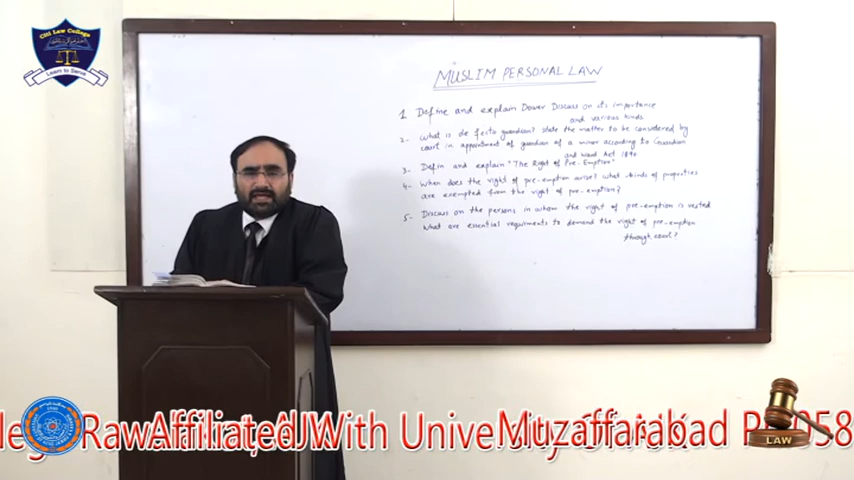 Citi Law College
Learn to Serve
MUSLIM PERSONAL LAW
1 Define and explain Dower Discuss on its importance
and various kinds
2- What is de fecto guardian? state the matter to be considered by
court in appointment of guardian of a minor according to Guardian
and Ward Act 1890
3- Defin and explain "The Right of Pre-Emption"
4- When does the right of pre-emption arise? what kinds of properties
are exempted from the right of pre-emption?
5- Discuss on the persons in whom the right of pre-emption is vested
What are essential requirments to demand the right of pre-emption
through court?
Affiliated With
Muzaffarabad
LAW